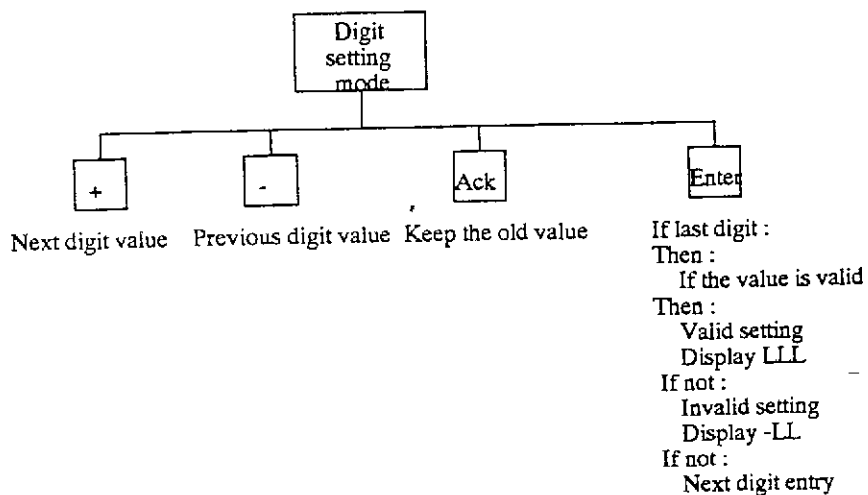 Digit
setting
mode
+
-
Ack
Enter
Next digit value
Previous digit value
Keep the old value
If last digit :
Then :
If the value is valid
Then :
Valid setting
Display LLL
If not :
Invalid setting
Display -LL
If not :
Next digit entry